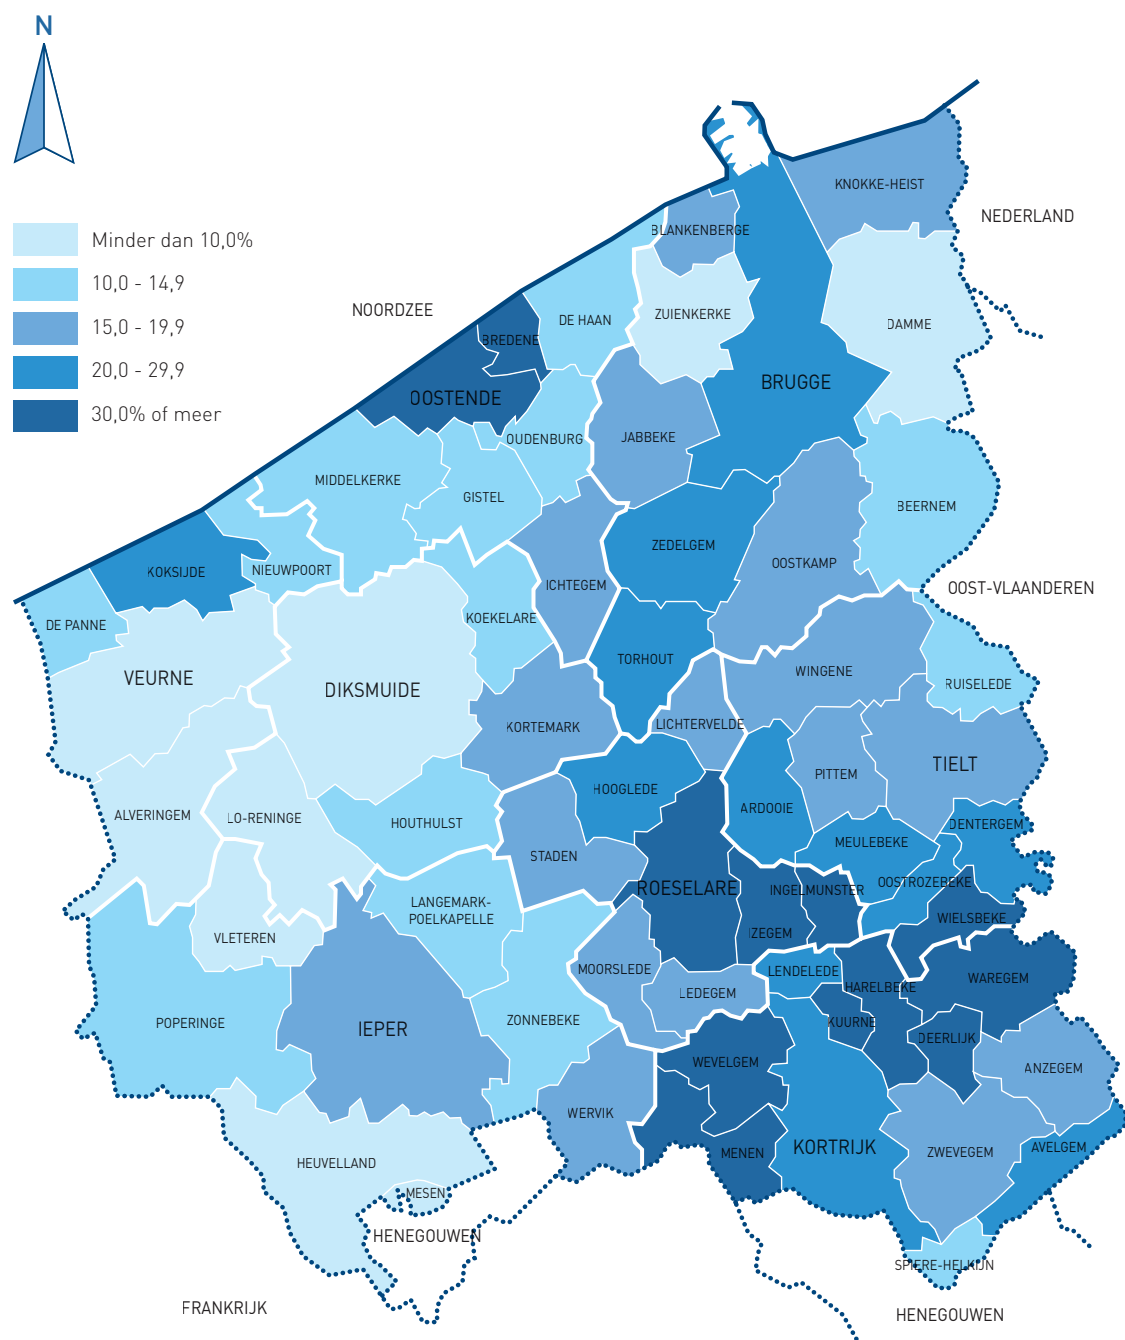 N
Minder dan 10,0%
10,0 - 14,9
15,0 - 19,9
20,0 - 29,9
30,0% of meer
NOORDZEE
NEDERLAND
KNOKKE-HEIST
BLANKENBERGE
ZUIENKERKE
DAMME
DE HAAN
BREDENE
OOSTENDE
BRUGGE
OUDENBURG
JABBEKE
MIDDELKERKE
GISTEL
BEERNEM
ZEDELGEM
OOSTKAMP
KOKSIJDE
NIEUWPOORT
ICHTEGEM
OOST-VLAANDEREN
DE PANNE
KOEKELARE
VEURNE
DIKSMUIDE
TORHOUT
WINGENE
RUISELEDE
KORTEMARK
LICHTERVELDE
PITTEM
TIELT
HOOGLEDE
ARDOOIE
ALVERINGEM
LO-RENINGE
HOUTHULST
DENTERGEM
STADEN
MEULEBEKE
ROESELARE
INGELMUNSTER
OOSTROZEBEKE
LANGEMARK-
POELKAPELLE
WIELSBEKE
VLETEREN
IZEGEM
MOORSLEDE
LENDELEDE
WAREGEM
HARELBEKE
LEDEGEM
POPERINGE
IEPER
ZONNEBEKE
KUURNE
DEERLIJK
WEVELGEM
ANZEGEM
WERVIK
MENEN
KORTRIJK
ZWEVEGEM
AVELGEM
HEUVELLAND
MESEN
HENEGOUWEN
SPIERE-HELKIJN
FRANKRIJK
HENEGOUWEN